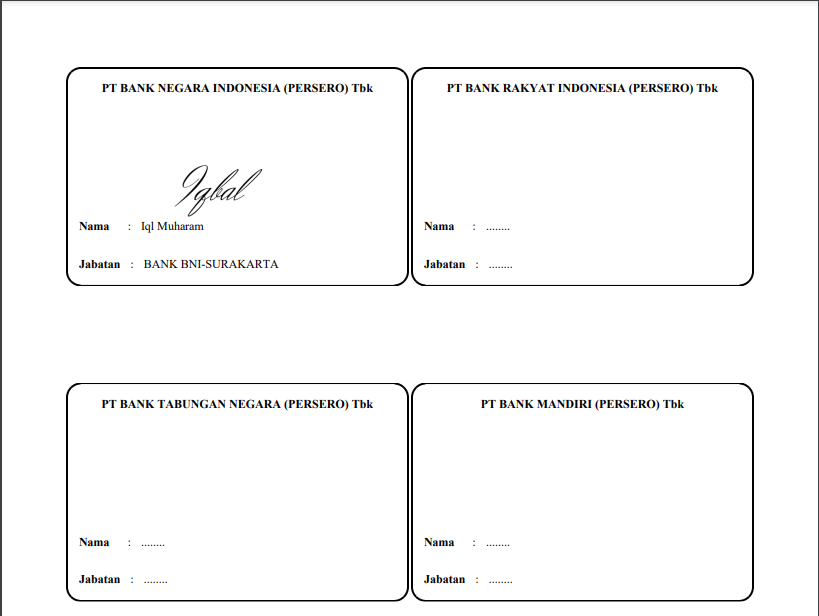 PT BANK NEGARA INDONESIA (PERSERO) Tbk
Iqbal
Nama : Iql Muharam
Jabatan : BANK BNI-SURAKARTA
PT BANK RAKYAT INDONESIA (PERSERO) Tbk
Nama : ........
Jabatan : ........
PT BANK TABUNGAN NEGARA (PERSERO) Tbk
Nama : ........
Jabatan : ........
PT BANK MANDIRI (PERSERO) Tbk
Nama : ........
Jabatan : ........